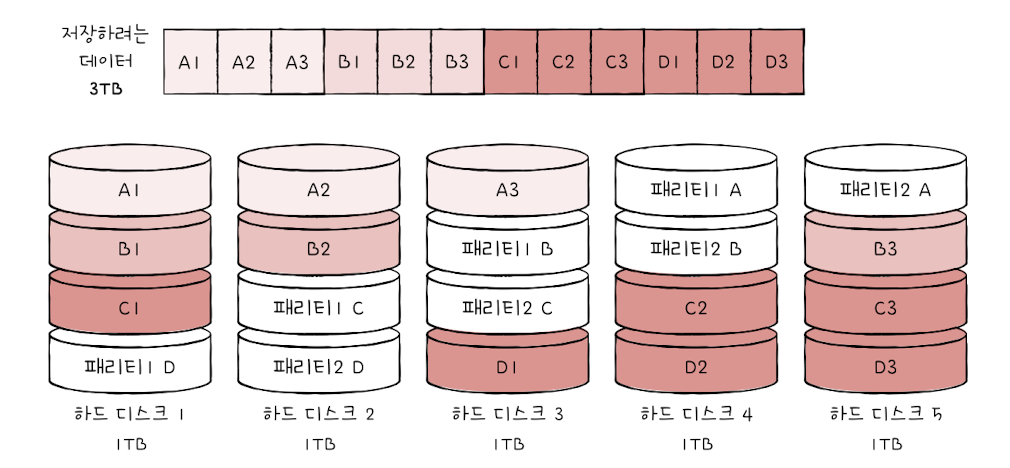 저장하려는
데이터
3TB
A1 A2 A3 B1 B2 B3 C1 C2 C3 D1 D2 D3
A1 A2 A3 패리티1 A 패리티2 A
B1 B2 패리티1 B 패리티2 B B3
C1 패리티1 C 패리티2 C C2 C3
패리티1 D 패리티2 D D1 D2 D3
하드 디스크 1 하드 디스크 2 하드 디스크 3 하드 디스크 4 하드 디스크 5
1TB 1TB 1TB 1TB 1TB